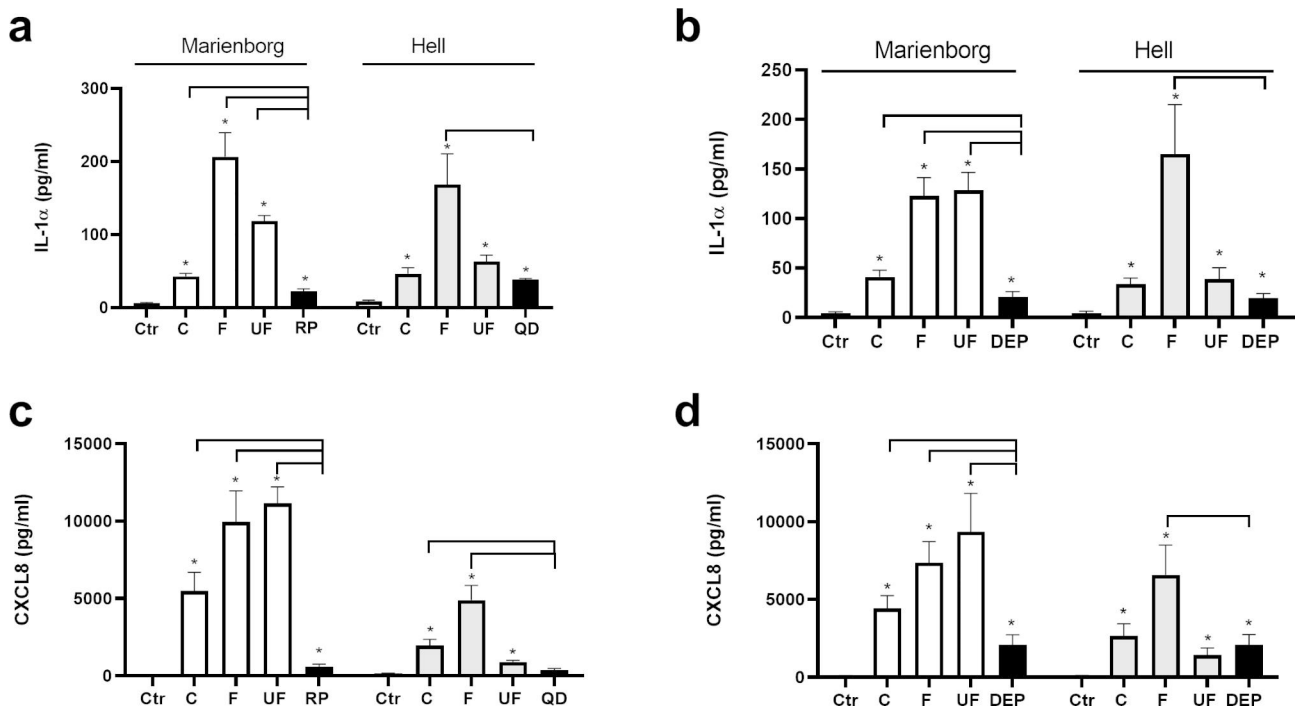 a
Marienborg Hell
IL-1α (pg/ml)
300
200
100
0
* * * * * * * *
Ctr C F UF RP Ctr C F UF QD
b
Marienborg Hell
IL-1α (pg/ml)
250
200
150
100
50
0
* * * * * * * *
Ctr C F UF DEP Ctr C F UF DEP
c
CXCL8 (pg/ml)
15000
10000
5000
0
* * * * * * * *
Ctr C F UF RP Ctr C F UF QD
d
CXCL8 (pg/ml)
15000
10000
5000
0
* * * * * * * *
Ctr C F UF DEP Ctr C F UF DEP